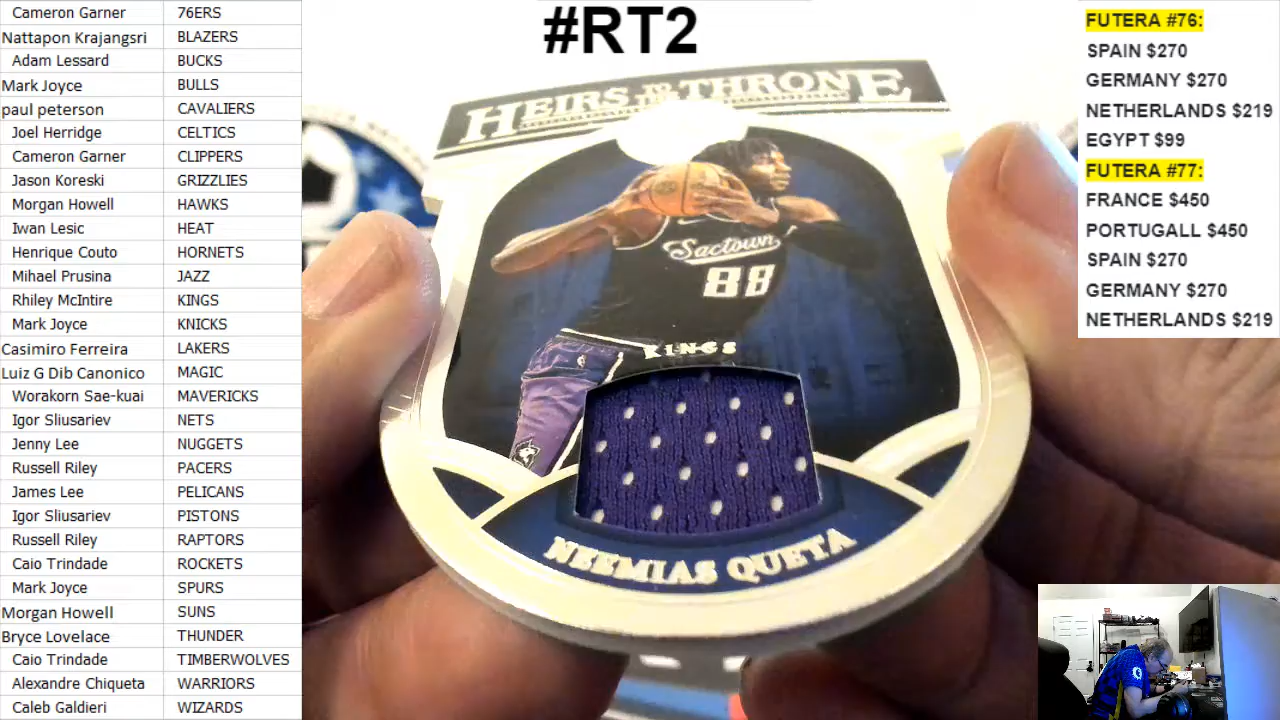 Cameron Garner 76ERS
Nattapon Krajangsri BLAZERS
Adam Lessard BUCKS
Mark Joyce BULLS
paul peterson CAVALIERS
Joel Herridge CELTICS
Cameron Garner CLIPPERS
Jason Koreski GRIZZLIES
Morgan Howell HAWKS
Iwan Lesic HEAT
Henrique Couto HORNETS
Mihael Prusina JAZZ
Rhiley McIntire KINGS
Mark Joyce KNICKS
Casimiro Ferreira LAKERS
Luiz G Dib Canonico MAGIC
Worakorn Sae-kuai MAVERICKS
Igor Sliusariev NETS
Jenny Lee NUGGETS
Russell Riley PACERS
James Lee PELICANS
Igor Sliusariev PISTONS
Russell Riley RAPTORS
Caio Trindade ROCKETS
Mark Joyce SPURS
Morgan Howell SUNS
Bryce Lovelace THUNDER
Caio Trindade TIMBERWOLVES
Alexandre Chiqueta WARRIORS
Caleb Galdieri WIZARDS
#RT2
HEIRS TO THE THRONE
Sactown
88
KINGS
NEEMIAS QUETA
FUTERA #76:
SPAIN $270
GERMANY $270
NETHERLANDS $219
EGYPT $99
FUTERA #77:
FRANCE $450
PORTUGALL $450
SPAIN $270
GERMANY $270
NETHERLANDS $219